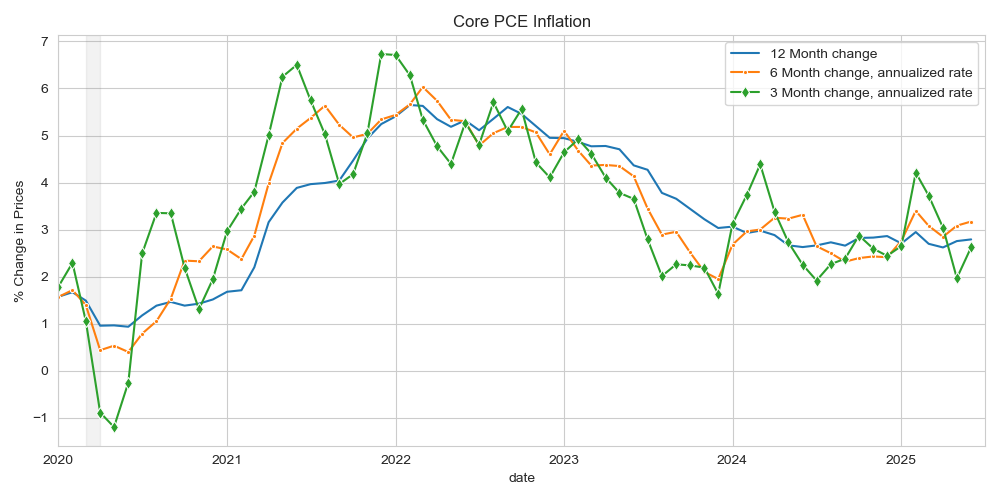 Core PCE Inflation
% Change in Prices
7
6
5
4
3
2
1
0
−1
12 Month change
6 Month change, annualized rate
3 Month change, annualized rate
2020 2021 2022 2023 2024 2025
date